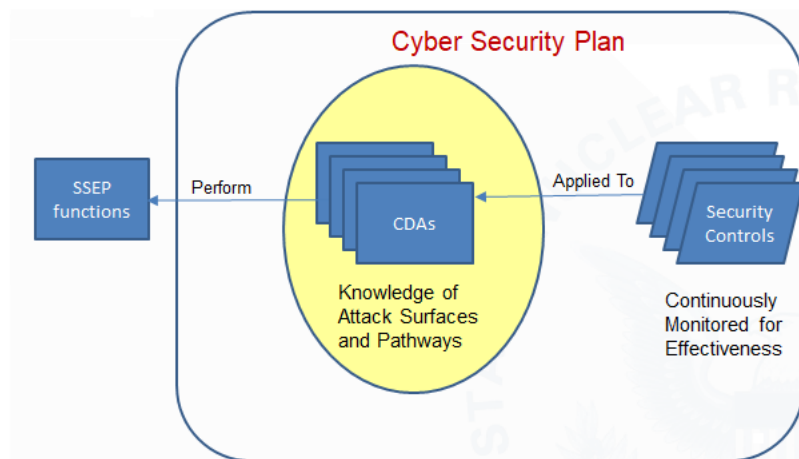 Cyber Security Plan
SSEP
functions
Perform
CDAs
Applied To
Security
Controls
Knowledge of
Attack Surfaces
and Pathways
Continuously
Monitored for
Effectiveness